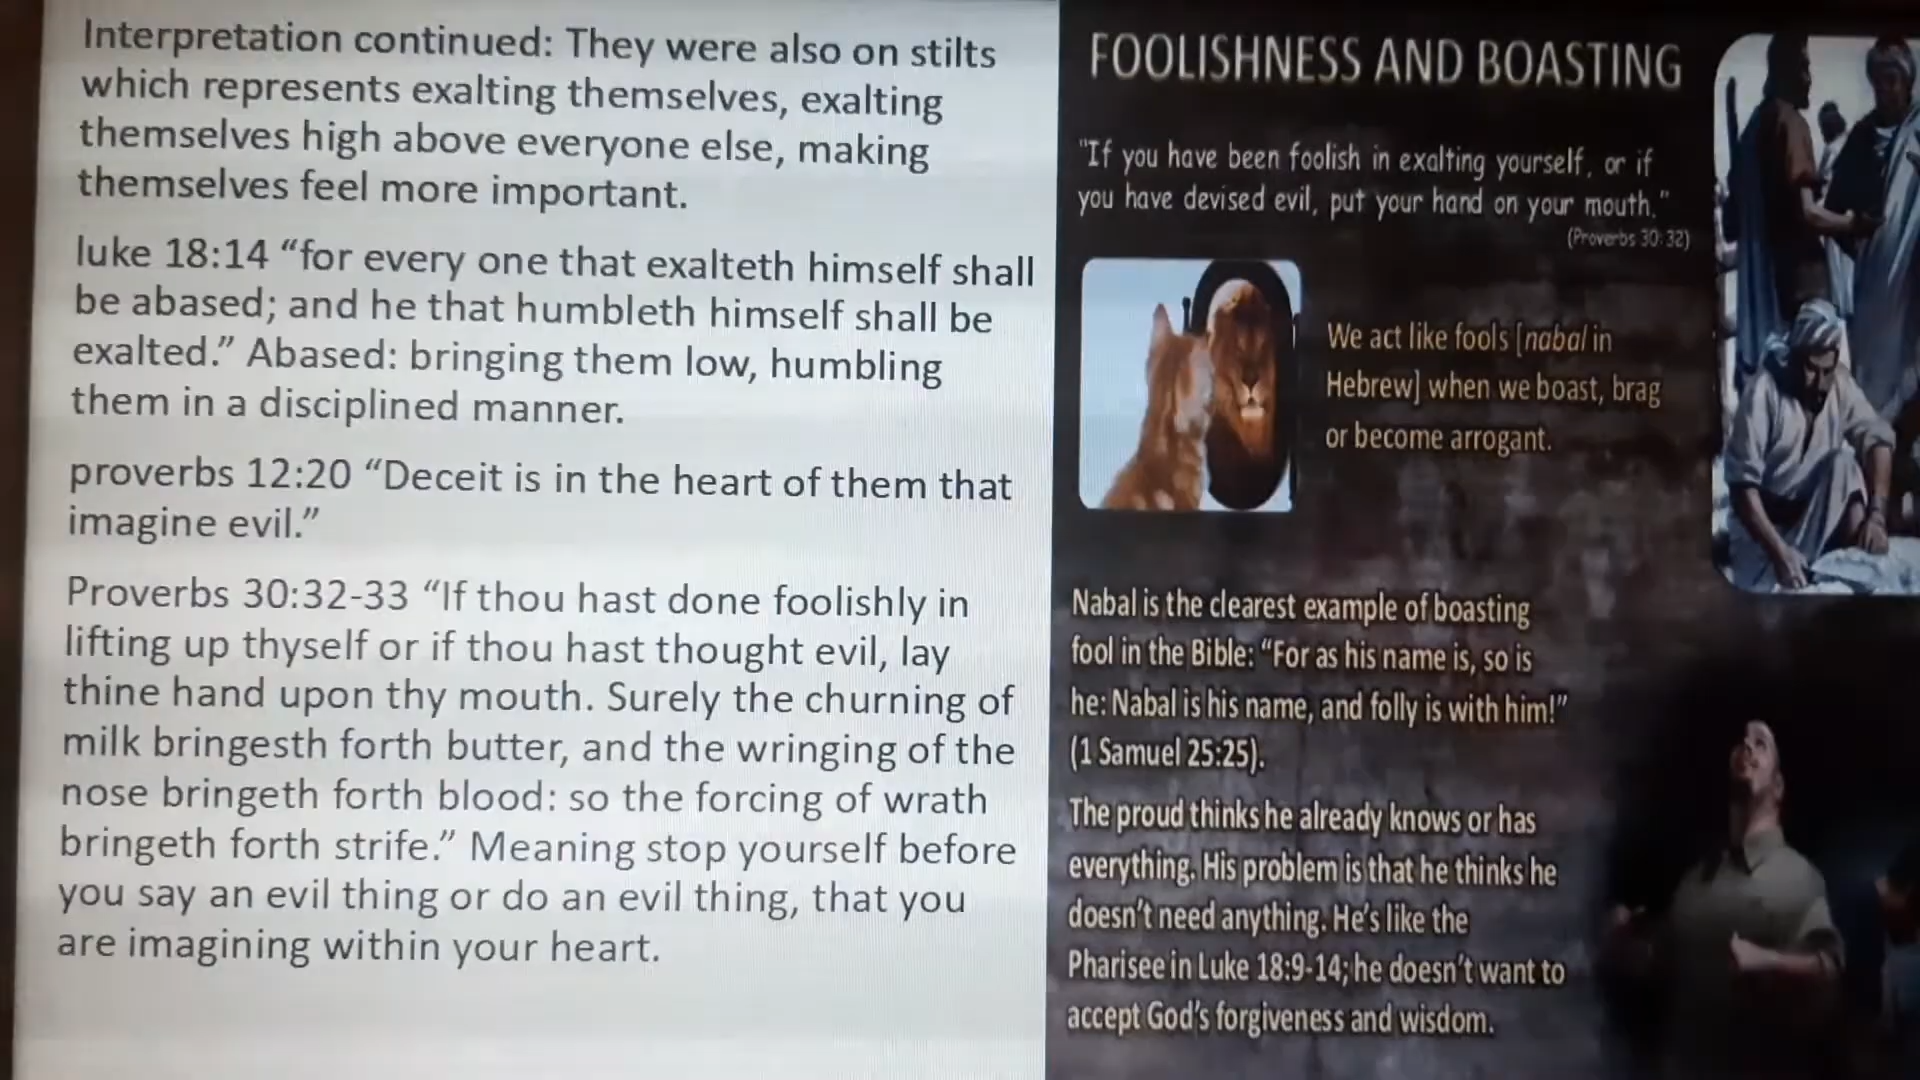 Interpretation continued: They were also on stilts
which represents exalting themselves, exalting
themselves high above everyone else, making
themselves feel more important.
luke 18:14 “for every one that exalteth himself shall
be abased; and he that humbleth himself shall be
exalted.” Abased: bringing them low, humbling
them in a disciplined manner.
proverbs 12:20 “Deceit is in the heart of them that
imagine evil.”
Proverbs 30:32-33 “If thou hast done foolishly in
lifting up thyself or if thou hast thought evil, lay
thine hand upon thy mouth. Surely the churning of
milk bringesth forth butter, and the wringing of the
nose bringeth forth blood: so the forcing of wrath
bringeth forth strife.” Meaning stop yourself before
you say an evil thing or do an evil thing, that you
are imagining within your heart.
FOOLISHNESS AND BOASTING
"If you have been foolish in exalting yourself, or if
you have devised evil, put your hand on your mouth."
(Proverbs 30:32)
We act like fools [nabal in
Hebrew] when we boast, brag
or become arrogant.
Nabal is the clearest example of boasting
fool in the Bible: “For as his name is, so is
he: Nabal is his name, and folly is with him!”
(1 Samuel 25:25).
The proud thinks he already knows or has
everything. His problem is that he thinks he
doesn’t need anything. He’s like the
Pharisee in Luke 18:9-14; he doesn’t want to
accept God’s forgiveness and wisdom.